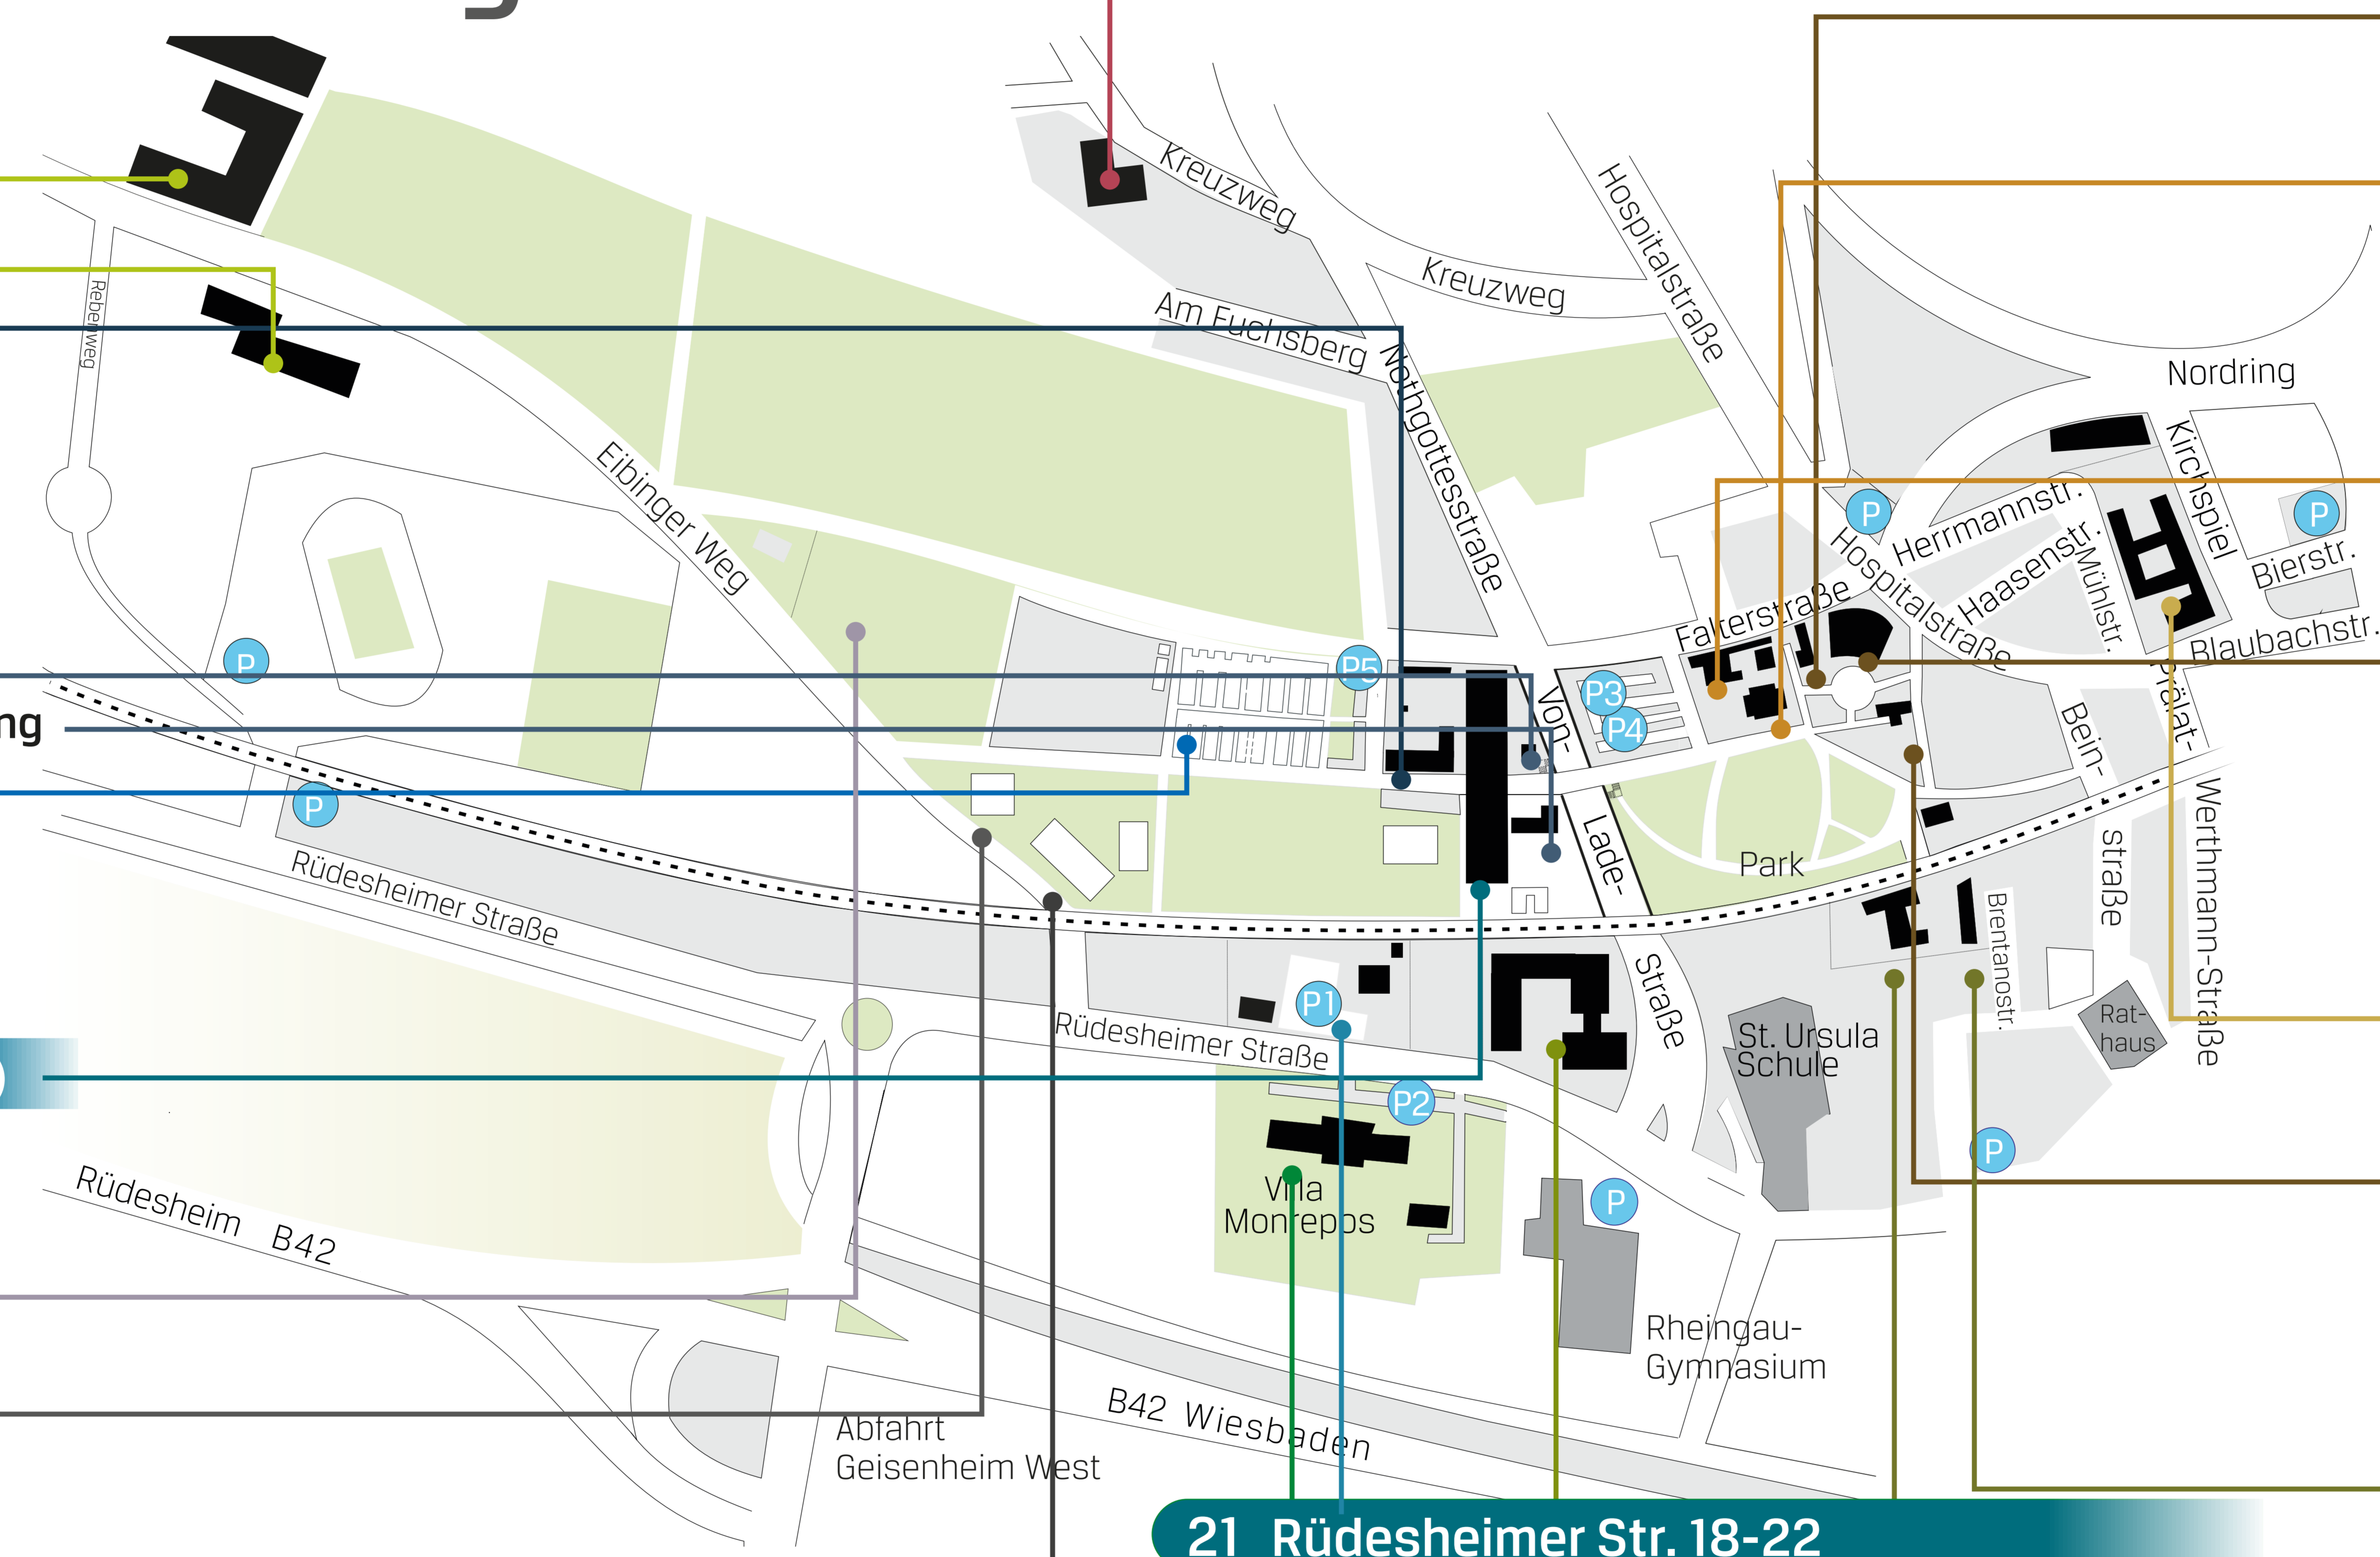 Kreuzweg
Kreuzweg
Hospitalstraße
Am Fuchsberg
Nothgottesstraße
Nordring
Rebenweg
Eibinger Weg
Kirchspiel
P
P
Herrmannstr.
Hospitalstraße
Haasenstr.
Mühlstr.
Bierstr.
Blaubachstr.
Falterstraße
P
P5
P3
P4
Von-
Lade-
Straße
Prälat-
Werthmann-Straße
Bein-
straße
ng
P
Rüdesheimer Straße
Park
Brentanostr.
P1
Rüdesheimer Straße
St. Ursula
Schule
Rat-
haus
P2
P
Villa
Monrepos
P
Rüdesheim B42
Rheingau-
Gymnasium
B42 Wiesbaden
Abfahrt
Geisenheim West
21 Rüdesheimer Str. 18-22